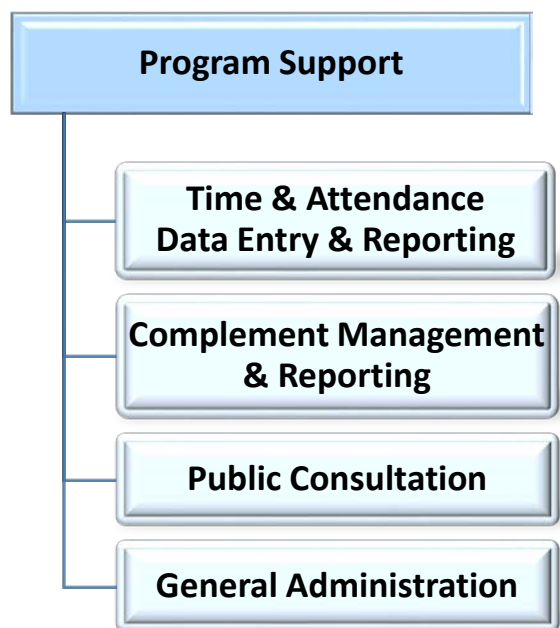 Program Support
Time & Attendance
Data Entry & Reporting
Complement Management
& Reporting
Public Consultation
General Administration